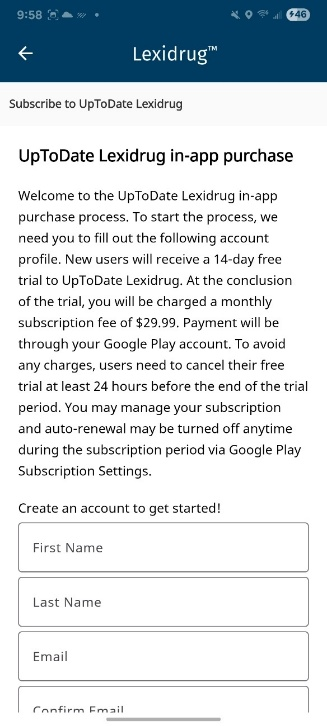 9:58
46
Lexidrug™
Subscribe to UpToDate Lexidrug
UpToDate Lexidrug in-app purchase
Welcome to the UpToDate Lexidrug in-app
purchase process. To start the process, we
need you to fill out the following account
profile. New users will receive a 14-day free
trial to UpToDate Lexidrug. At the conclusion
of the trial, you will be charged a monthly
subscription fee of $29.99. Payment will be
through your Google Play account. To avoid
any charges, users need to cancel their free
trial at least 24 hours before the end of the trial
period. You may manage your subscription
and auto-renewal may be turned off anytime
during the subscription period via Google Play
Subscription Settings.
Create an account to get started!
First Name
Last Name
Email
Confirm Email